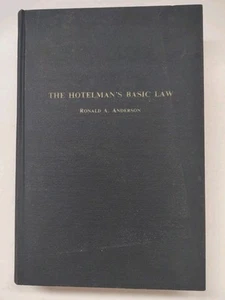 THE HOTELMAN'S BASIC LAW
RONALD A. ANDERSON